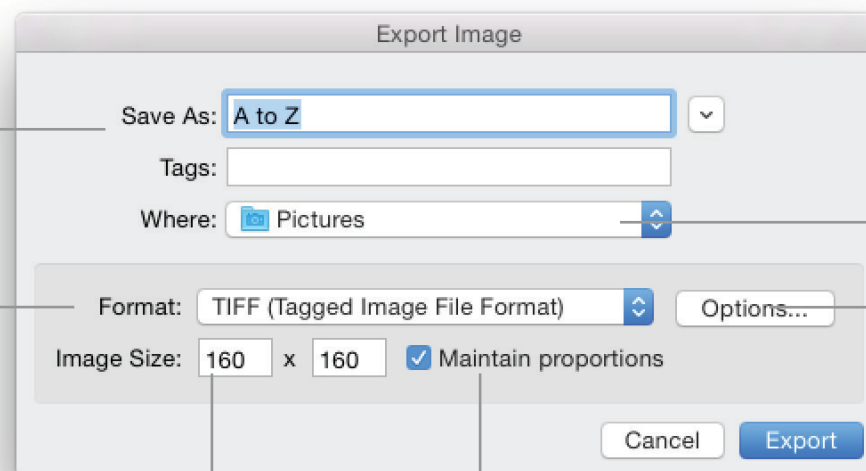 Export Image
Save As: A to Z
Tags:
Where: Pictures
Format: TIFF (Tagged Image File Format) Options...
Image Size: 160 x 160 Maintain proportions
Cancel Export